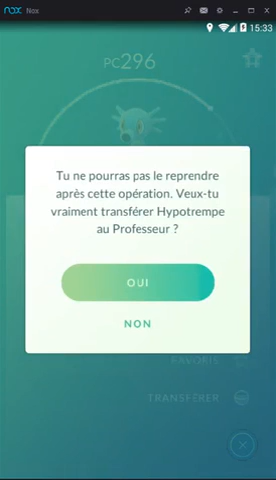 nox Nox
15:33
PC296
Tu ne pourras pas le reprendre
après cette opération. Veux-tu
vraiment transférer Hypotrempe
au Professeur ?
OUI
NON
FAVORIS
TRANSFÉRER